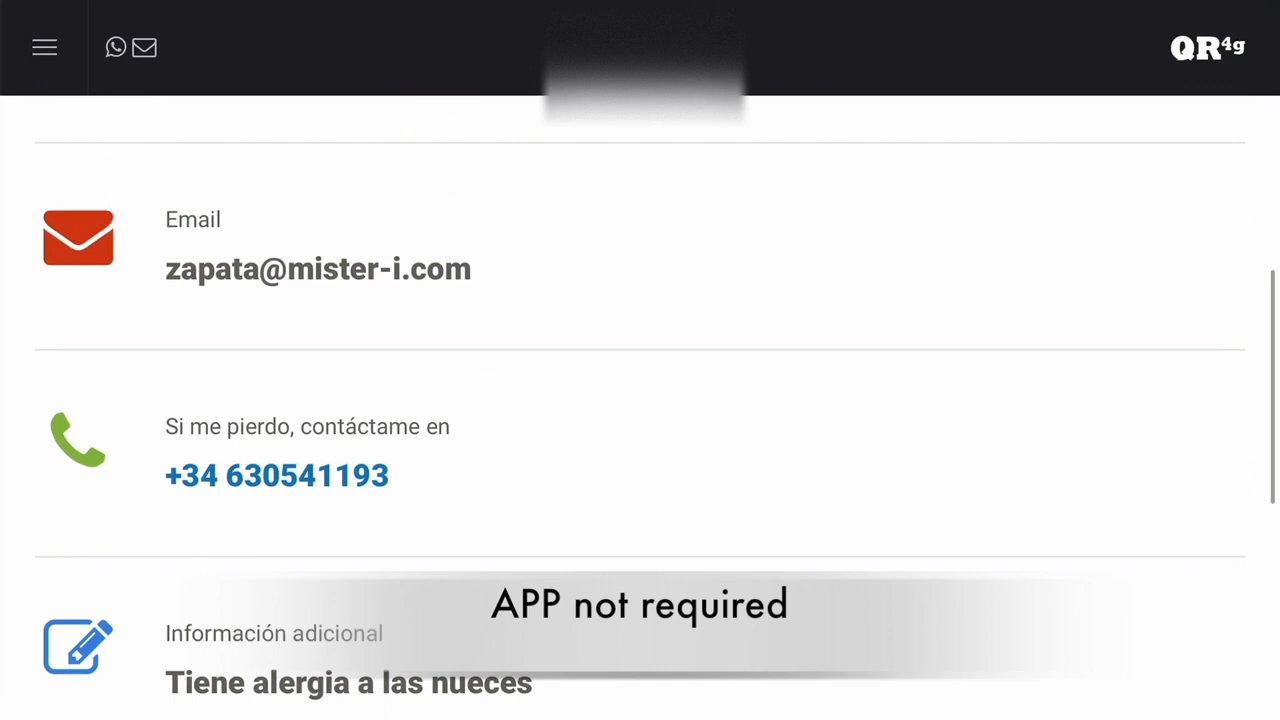 QR4g
Email
zapata@mister-i.com
Si me pierdo, contáctame en
+34 630541193
APP not required
Información adicional
Tiene alergia a las nueces